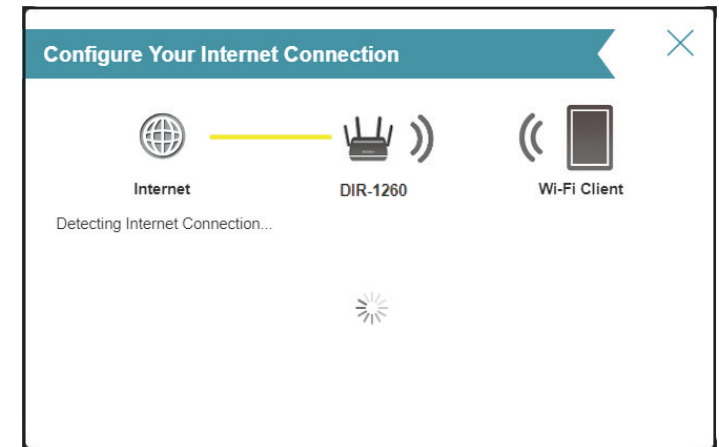 Configure Your Internet Connection
Internet
DIR-1260
Wi-Fi Client
Detecting Internet Connection...